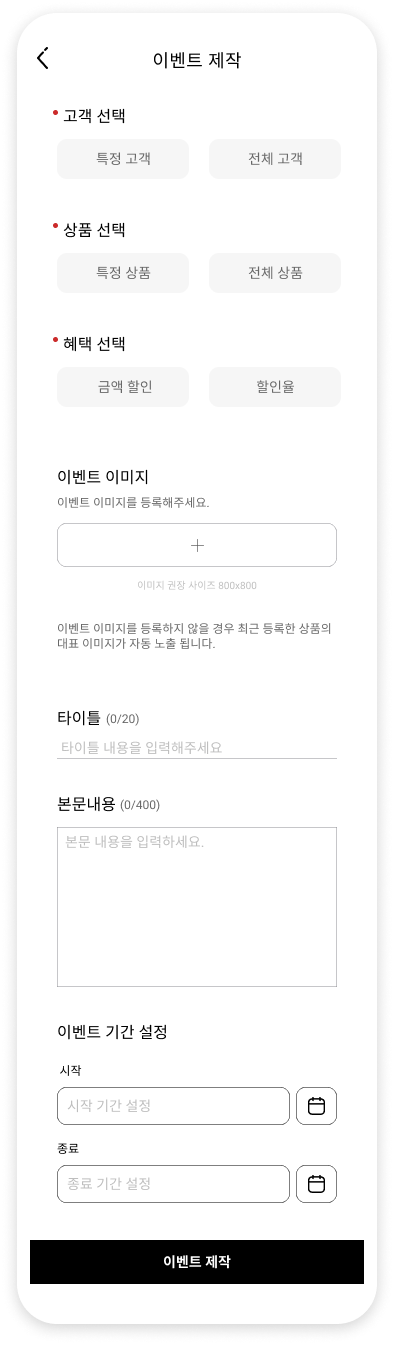 이벤트 제작
고객 선택
특정 고객 전체 고객
상품 선택
특정 상품 전체 상품
혜택 선택
금액 할인 할인율
이벤트 이미지
이벤트 이미지를 등록해주세요.
이미지 권장 사이즈 800x800
이벤트 이미지를 등록하지 않을 경우 최근 등록한 상품의
대표 이미지가 자동 노출 됩니다.
타이틀 (0/20)
타이틀 내용을 입력해주세요
본문내용 (0/400)
본문 내용을 입력하세요.
이벤트 기간 설정
시작
시작 기간 설정
종료
종료 기간 설정
이벤트 제작